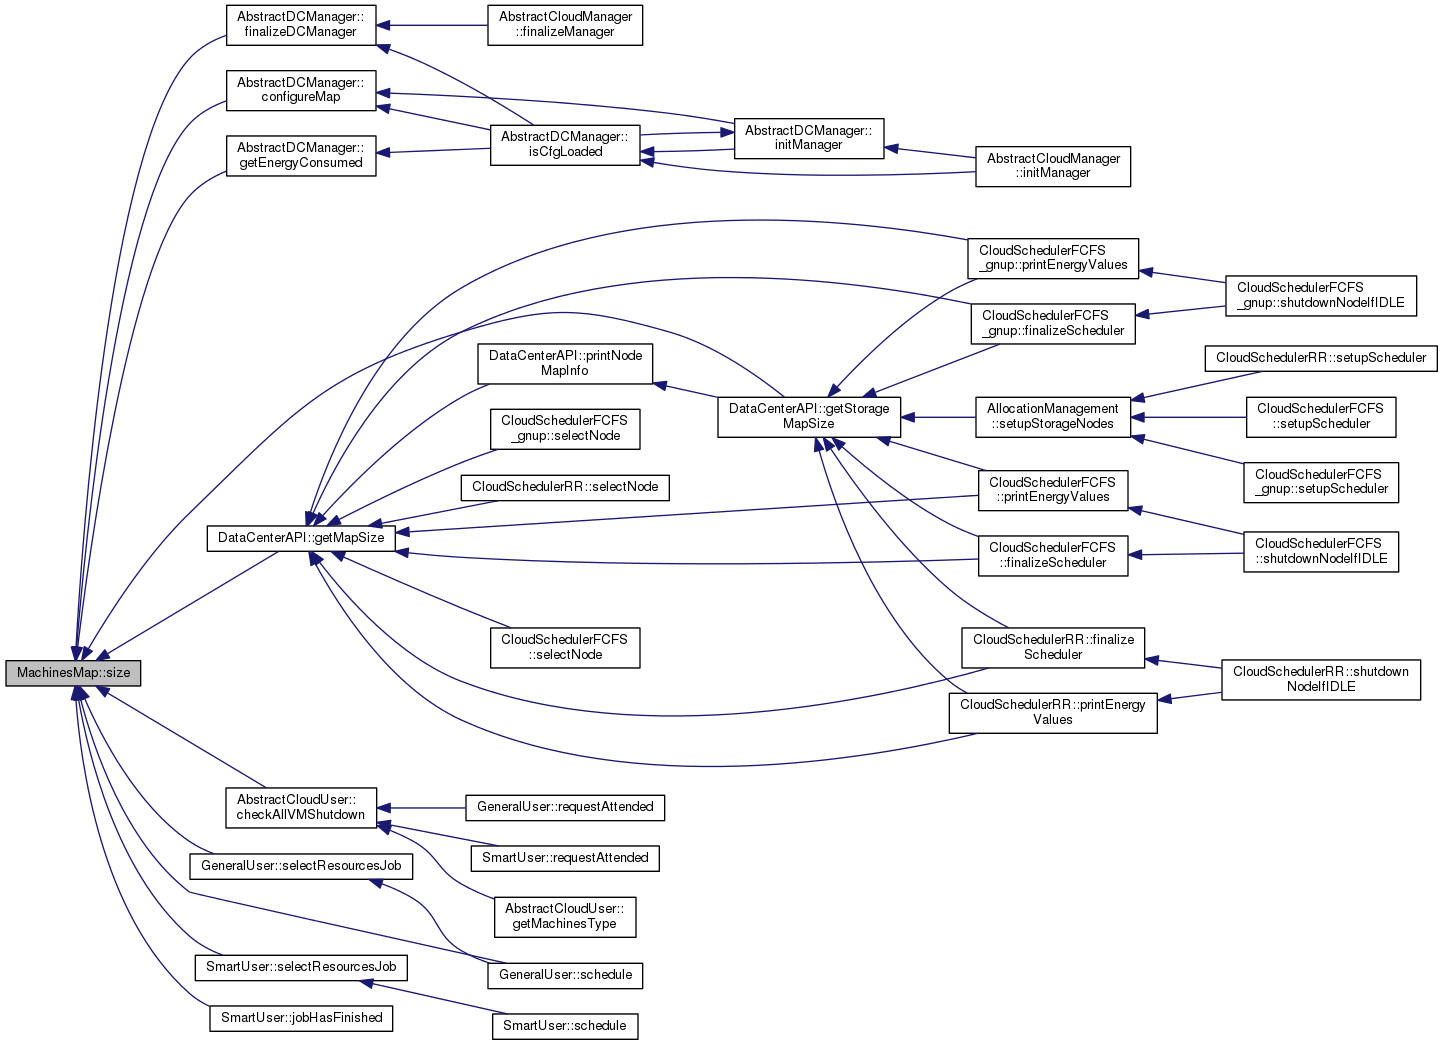 AbstractDCManager::
finalizeDCManager
AbstractCloudManager
::finalizeManager
AbstractDCManager::
configureMap
AbstractDCManager::
isCfgLoaded
AbstractDCManager::
initManager
AbstractDCManager::
getEnergyConsumed
AbstractCloudManager
::initManager
CloudSchedulerFCFS
_gnup::printEnergyValues
CloudSchedulerFCFS
_gnup::shutdownNodeIfIDLE
CloudSchedulerFCFS
_gnup::finalizeScheduler
DataCenterAPI::printNode
MapInfo
CloudSchedulerRR::setupScheduler
DataCenterAPI::getStorage
MapSize
AllocationManagement
::setupStorageNodes
CloudSchedulerFCFS
::setupScheduler
CloudSchedulerFCFS
_gnup::selectNode
CloudSchedulerFCFS
_gnup::setupScheduler
CloudSchedulerRR::selectNode
CloudSchedulerFCFS
::printEnergyValues
DataCenterAPI::getMapSize
CloudSchedulerFCFS
::shutdownNodeIfIDLE
CloudSchedulerFCFS
::finalizeScheduler
CloudSchedulerFCFS
::selectNode
CloudSchedulerRR::finalize
Scheduler
MachinesMap::size
CloudSchedulerRR::shutdown
NodeIfIDLE
CloudSchedulerRR::printEnergy
Values
AbstractCloudUser::
checkAllVMShutdown
GeneralUser::requestAttended
SmartUser::requestAttended
GeneralUser::selectResourcesJob
AbstractCloudUser::
getMachinesType
SmartUser::selectResourcesJob
GeneralUser::schedule
SmartUser::jobHasFinished
SmartUser::schedule